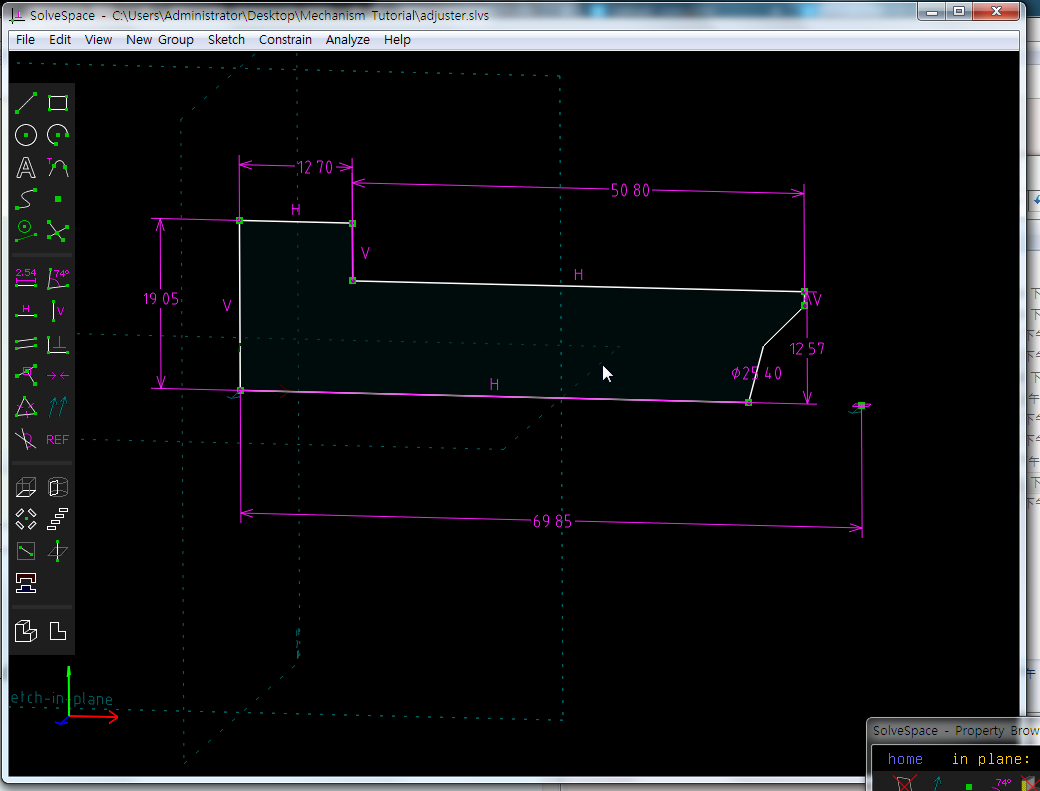 SolveSpace - C:\Users\Administrator\Desktop\Mechanism Tutorial\adjuster.slvs
File Edit View New Group Sketch Constrain Analyze Help
12.70
50.80
H
V
H
19.05
V
V
12.57
⌀25.40
H
69.85
A
T
2.54
74°
H
V
REF
etch-in-plane
SolveSpace - Property Brow
home in plane:
74°